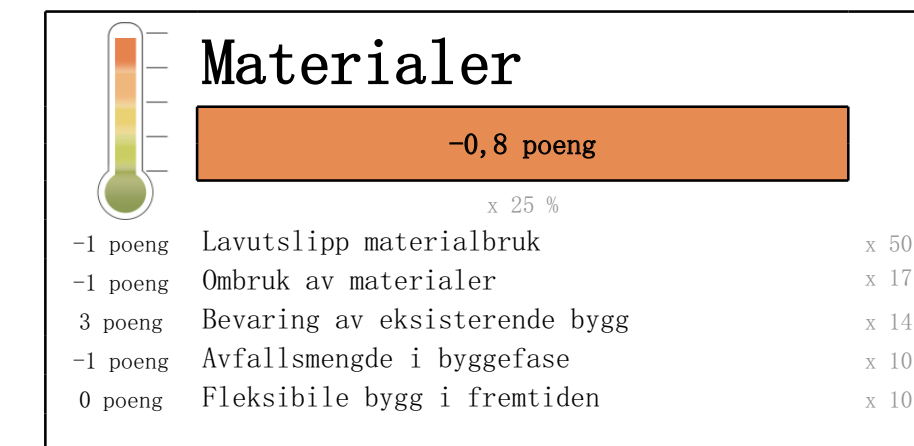 Materialer
-0,8 poeng
x 25 %
-1 poeng Lavutslipp materialbruk x 50
-1 poeng Ombruk av materialer x 17
3 poeng Bevaring av eksisterende bygg x 14
-1 poeng Avfallsmengde i byggefase x 10
0 poeng Fleksibile bygg i fremtiden x 10